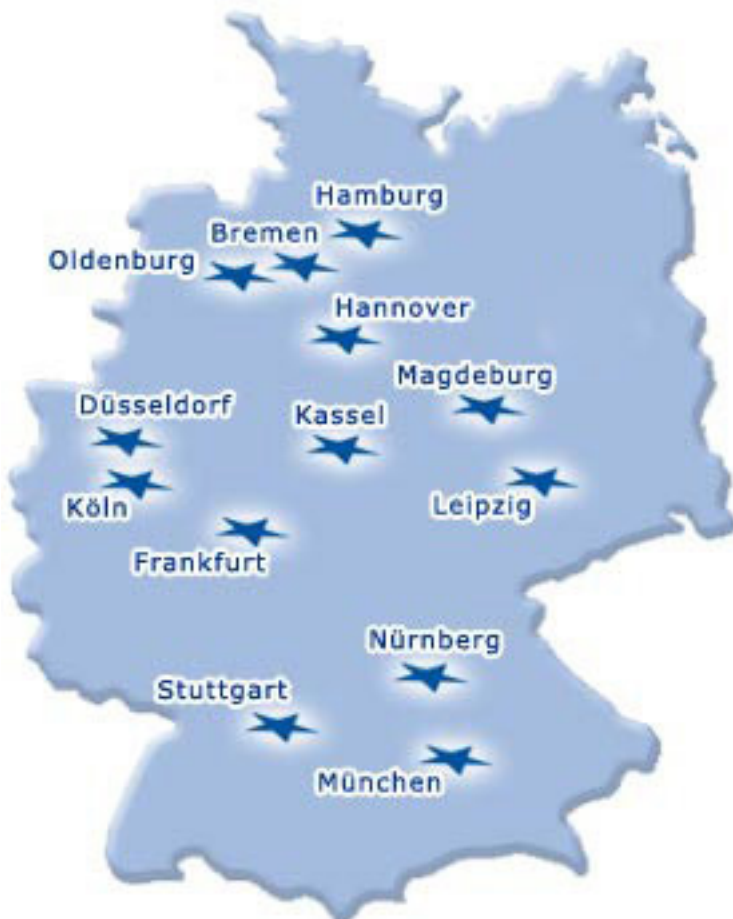 Hamburg
Bremen
Oldenburg
Hannover
Magdeburg
Düsseldorf
Kassel
Köln
Leipzig
Frankfurt
Nürnberg
Stuttgart
München